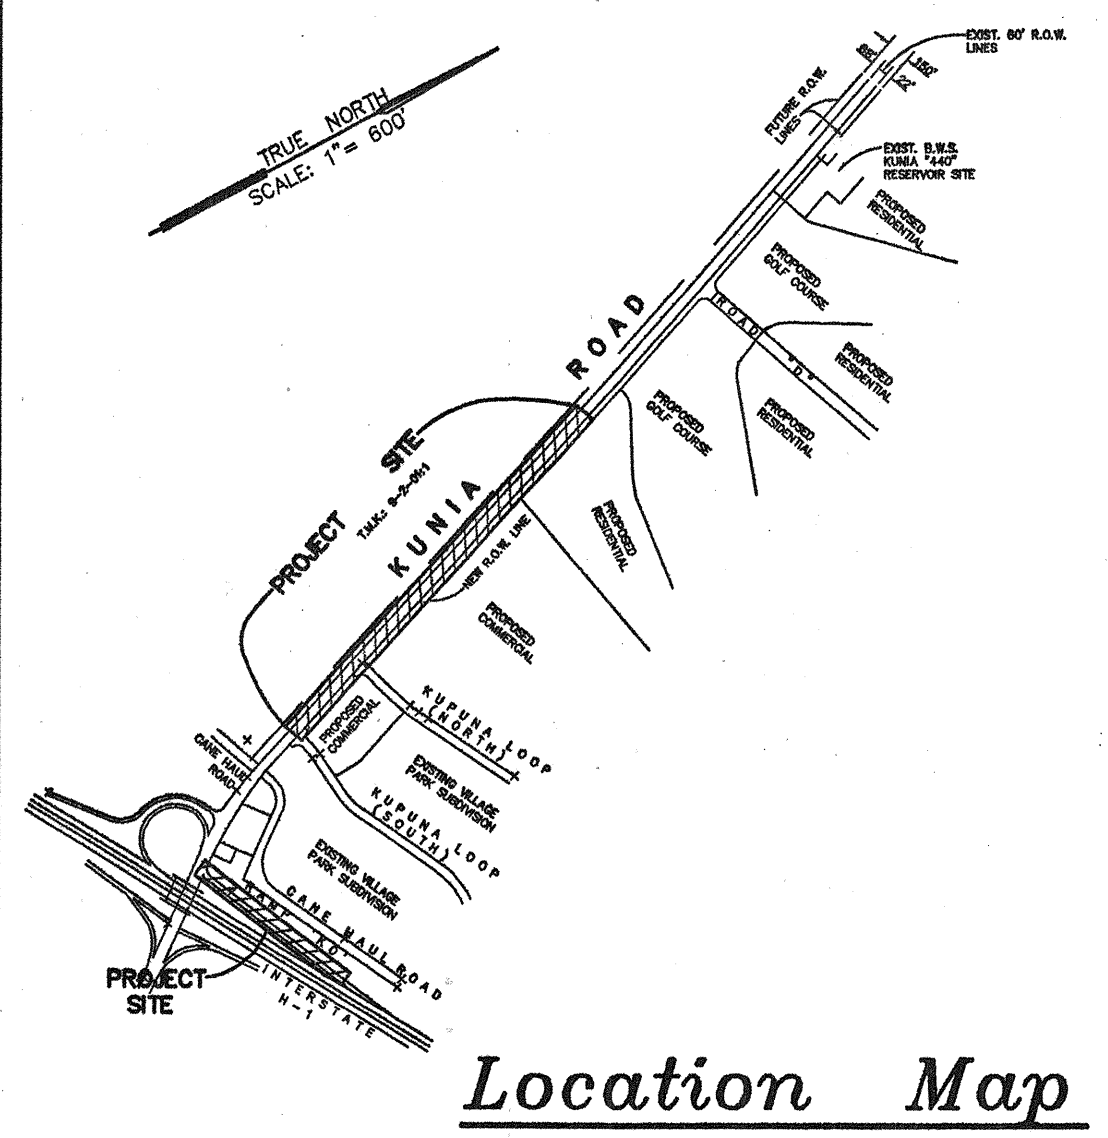 EXIST. 60' R.O.W.
LINES
150'
22'
FUTURE R.O.W.
LINES
TRUE NORTH
SCALE: 1"= 600'
EXIST. B.W.S.
KUNIA "440"
RESERVOIR SITE
PROPOSED
RESIDENTIAL
PROPOSED
GOLF COURSE
ROAD "D"
PROPOSED
RESIDENTIAL
PROPOSED
RESIDENTIAL
PROPOSED
GOLF COURSE
KUNIA ROAD
PROJECT SITE
PROPOSED
RESIDENTIAL
NEW R.O.W. LINE
PROPOSED
COMMERCIAL
PROPOSED
COMMERCIAL
KUPUNA LOOP
(NORTH)
CANE HAUL
ROAD
EXISTING VILLAGE
PARK SUBDIVISION
KUPUNA LOOP
(SOUTH)
EXISTING VILLAGE
PARK SUBDIVISION
CANE HAUL ROAD
RAMP 'KO'
PROJECT
SITE
INTERSTATE
H-1
Location Map